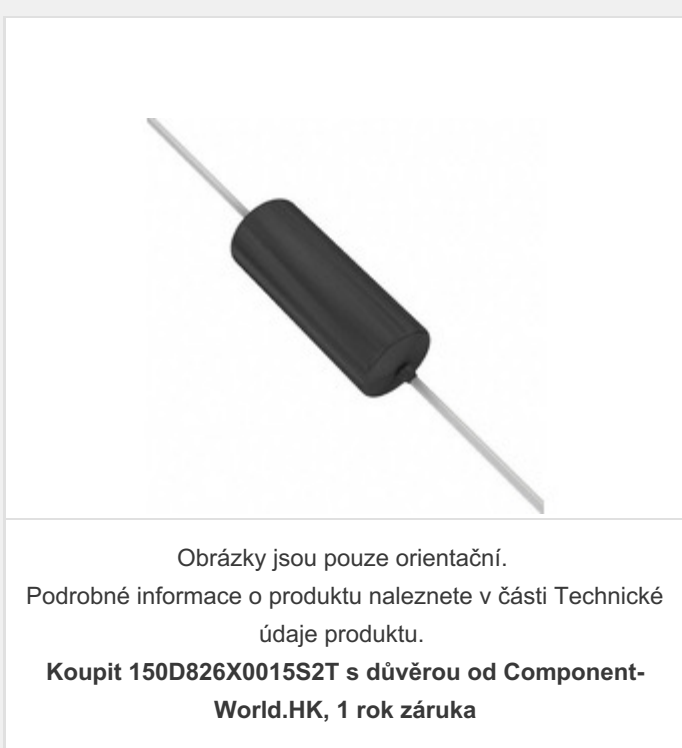 Obrázky jsou pouze orientační.
Podrobné informace o produktu naleznete v části Technické
údaje produktu.
Koupit 150D826X0015S2T s důvěrou od Component-
World.HK, 1 rok záruka